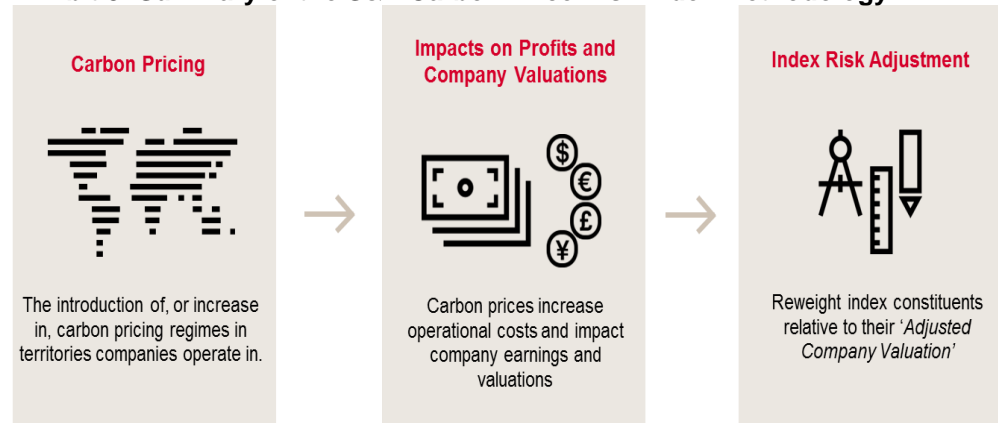 Carbon Pricing
The introduction of, or increase
in, carbon pricing regimes in
territories companies operate in.
Impacts on Profits and
Company Valuations
$
€
£
¥
Carbon prices increase
operational costs and impact
company earnings and
valuations
Index Risk Adjustment
Reweight index constituents
relative to their ‘Adjusted
Company Valuation’